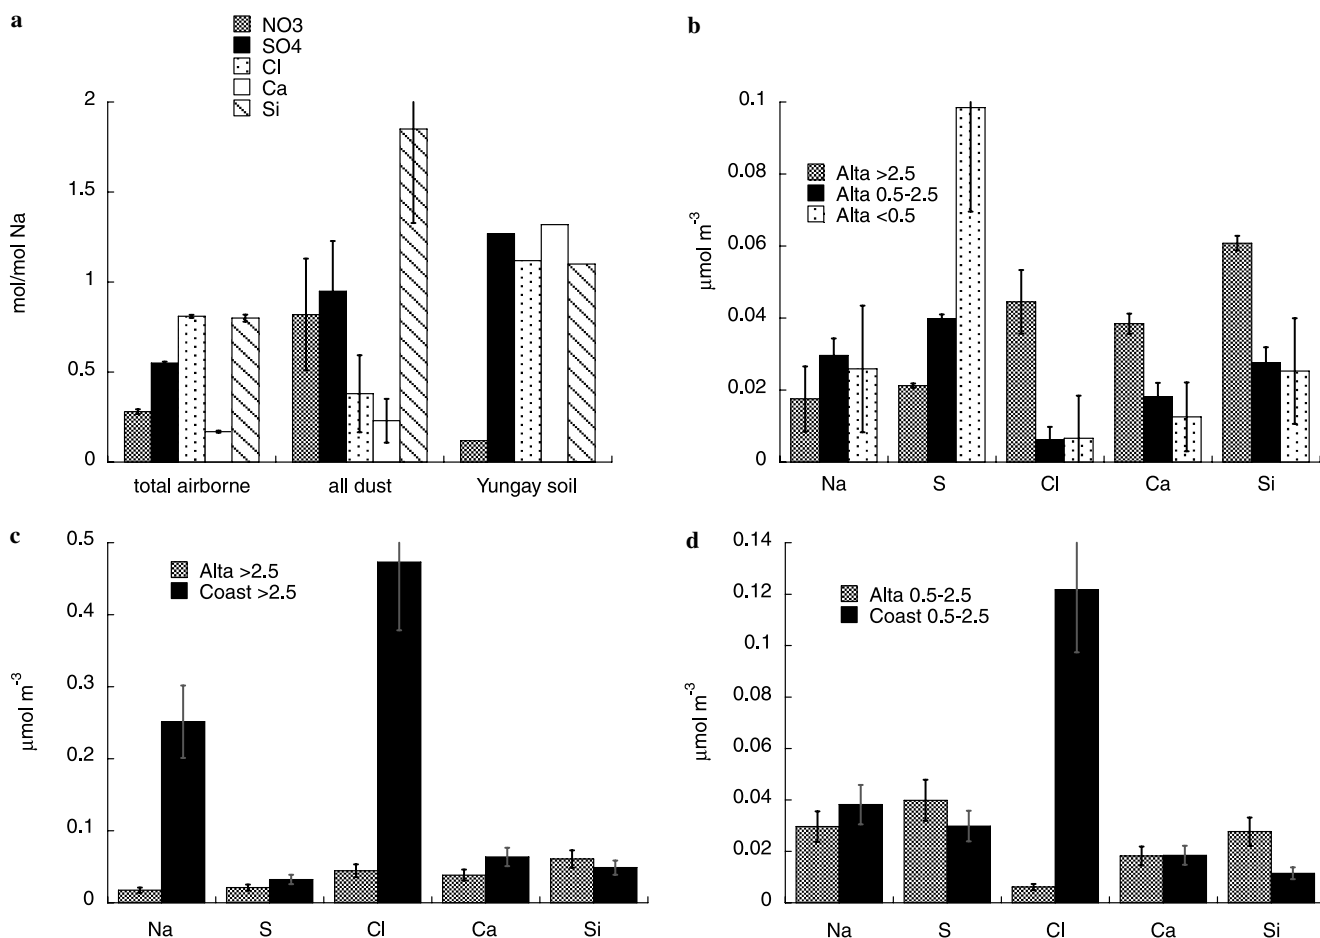 a
NO3
SO4
Cl
Ca
Si
2
1.5
1
0.5
0
mol/mol Na
total airborne all dust Yungay soil
b
0.1
0.08
0.06
0.04
0.02
0
µmol m-3
Alta >2.5
Alta 0.5-2.5
Alta <0.5
Na S Cl Ca Si
c
0.5
0.4
0.3
0.2
0.1
0
µmol m-3
Alta >2.5
Coast >2.5
Na S Cl Ca Si
d
0.14
0.12
0.1
0.08
0.06
0.04
0.02
0
µmol m-3
Alta 0.5-2.5
Coast 0.5-2.5
Na S Cl Ca Si